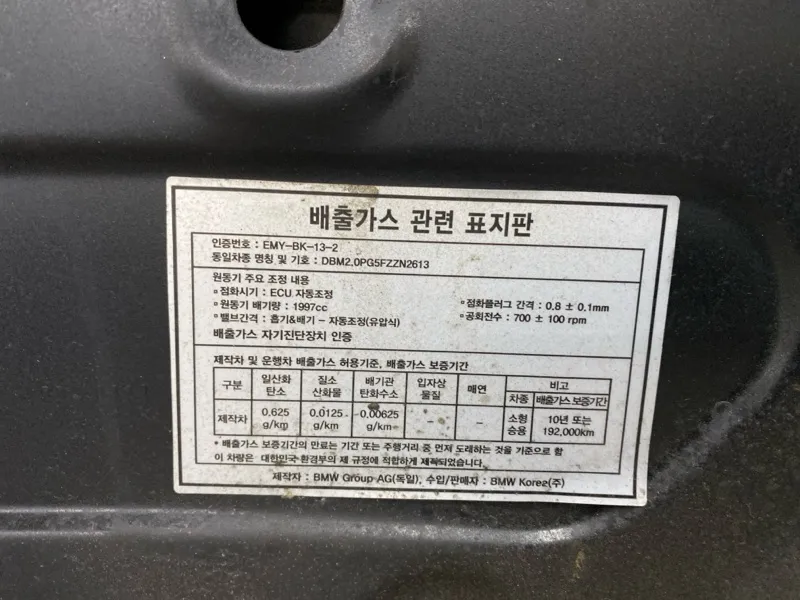 배출가스 관련 표지판
인증번호 : EMY-BK-13-2
동일차종 명칭 및 기호 : DBM2.0PG5FZZN2613
원동기 주요 조정 내용
▫점화시기 : ECU 자동조정 ▫점화플러그 간격 : 0.8 ± 0.1mm
▫원동기 배기량 : 1997cc ▫공회전수 : 700 ± 100 rpm
▫밸브간격 : 흡기&배기 - 자동조정(유압식)
배출가스 자기진단장치 인증
제작차 및 운행차 배출가스 허용기준, 배출가스 보증기간
구분 일산화탄소 질소산화물 배기관탄화수소 입자상물질 매연 비고
차종 배출가스 보증기간
제작차 0.625 g/km 0.0125 g/km 0.00625 g/km - - 소형승용 10년 또는 192,000km
* 배출가스 보증기간의 만료는 기간 또는 주행거리 중 먼저 도래하는 것을 기준으로 함
이 차량은 대한민국 환경부의 제 규정에 적합하게 제작되었습니다.
제작자 : BMW Group AG(독일), 수입/판매자 : BMW Korea(주)